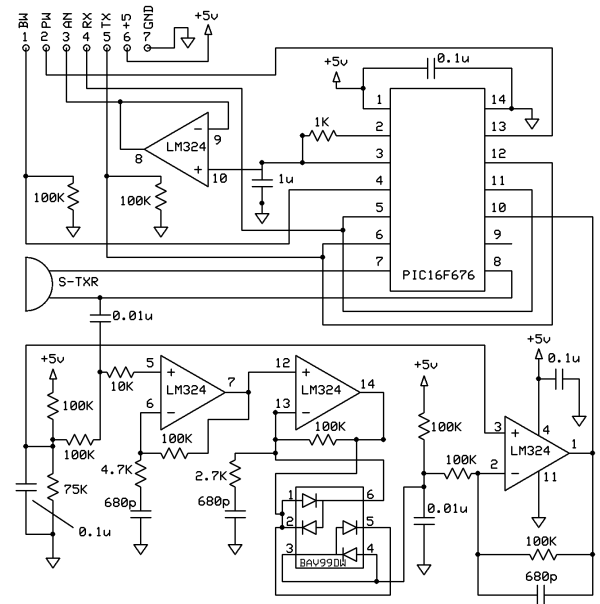 BW PW AN RX TX +5 GND
1 2 3 4 5 6 7
+5v
+5v
0.1u
1 14
1K
2 13
LM324
- 9
8
+ 10
3 12
1u
100K
100K
4 11
5 10
6 9
7 8
PIC16F676
S-TXR
0.01u
+5v
+5v
+5v
0.1u
10K
5 +
LM324
7
12 +
LM324
14
6 -
13 -
100K
100K
100K
100K
100K
3 +
LM324
4
1
2 -
11
100K
4.7K
2.7K
75K
680p
680p
0.1u
1 6
2 5
3 4
BAV99DW
0.01u
100K
680p